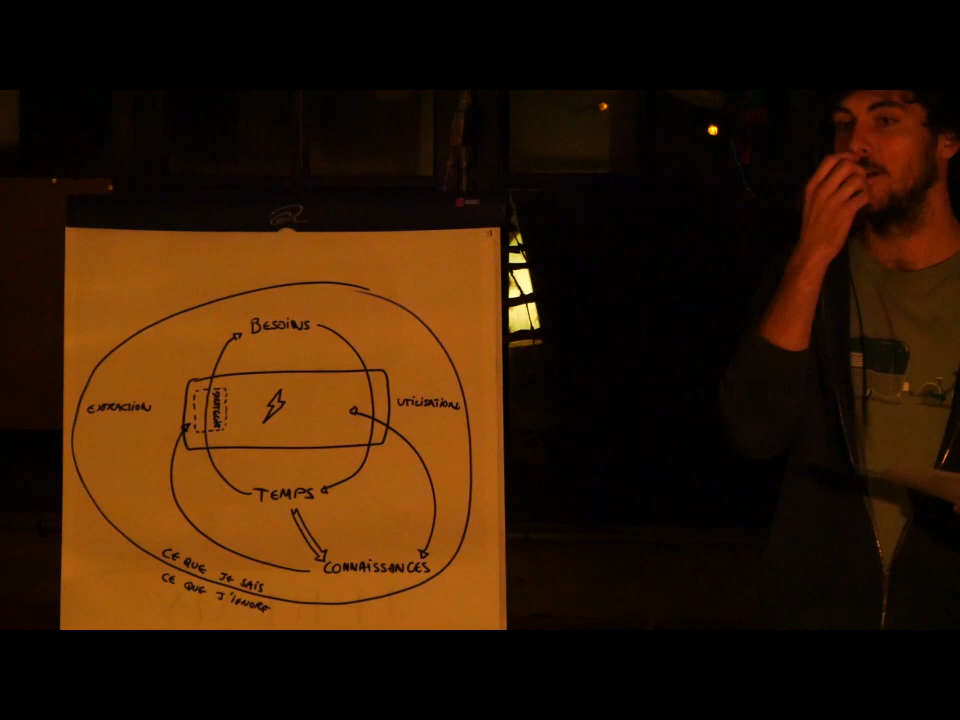 BESOINS
EXTRACTION
UTILISATION
TEMPS
CONNAISSANCES
CE QUE JE SAIS
CE QUE J'IGNORE